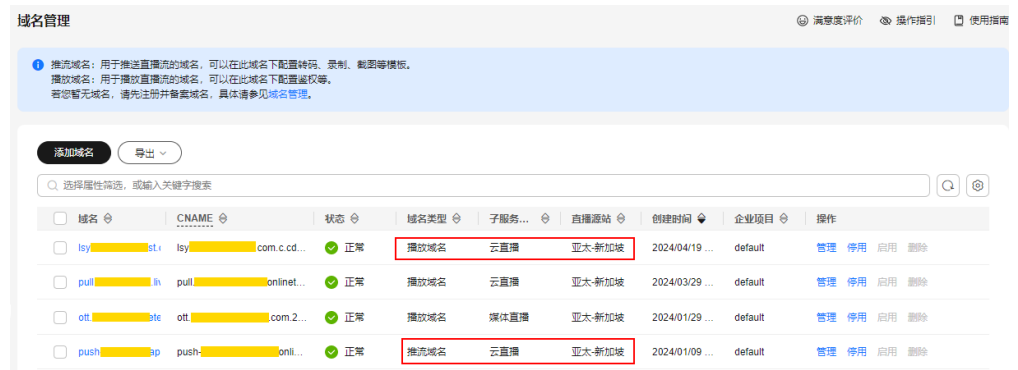 域名管理 满意度评价 操作指引 使用指南
推流域名：用于推送直播流的域名，可以在此域名下配置转码、录制、截图等模板。
播放域名：用于播放直播流的域名，可以在此域名下配置鉴权等。
若您暂无域名，请先注册并备案域名，具体请参见域名管理。
添加域名 导出
选择属性筛选，或输入关键字搜索
域名 CNAME 状态 域名类型 子服务... 直播源站 创建时间 企业项目 操作
lsy st. lsy com.c.cd... 正常 播放域名 云直播 亚太-新加坡 2024/04/19 ... default 管理 停用 启用 删除
pull .liv pull. onlinet... 正常 播放域名 云直播 亚太-新加坡 2024/03/29 ... default 管理 停用 启用 删除
ott. ate ott. .com.2... 正常 播放域名 媒体直播 亚太-新加坡 2024/01/29 ... default 管理 停用 启用 删除
push ap push- onli... 正常 推流域名 云直播 亚太-新加坡 2024/01/09 ... default 管理 停用 启用 删除